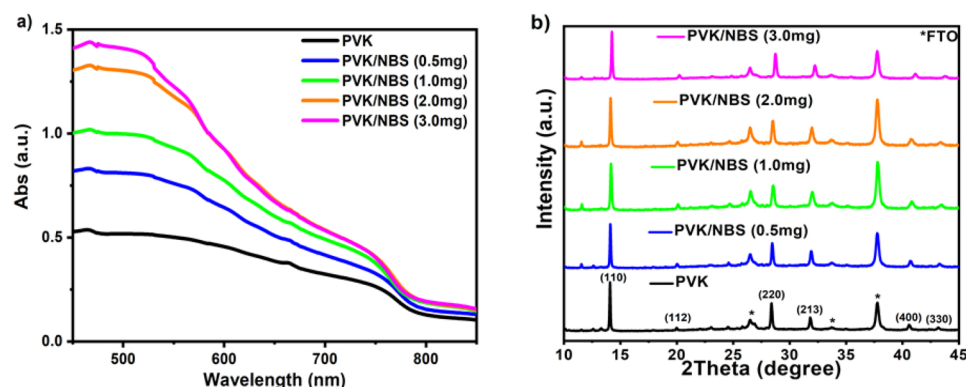 a)
1.5
1.0
0.5
0.0
Abs (a.u.)
500
600
700
800
Wavelength (nm)
PVK
PVK/NBS (0.5mg)
PVK/NBS (1.0mg)
PVK/NBS (2.0mg)
PVK/NBS (3.0mg)
b)
Intensity (a.u.)
PVK/NBS (3.0mg)
*FTO
PVK/NBS (2.0mg)
PVK/NBS (1.0mg)
PVK/NBS (0.5mg)
PVK
(110)
(112)
*
(220)
(213)
*
*
(400)
(330)
10
15
20
25
30
35
40
45
2Theta (degree)